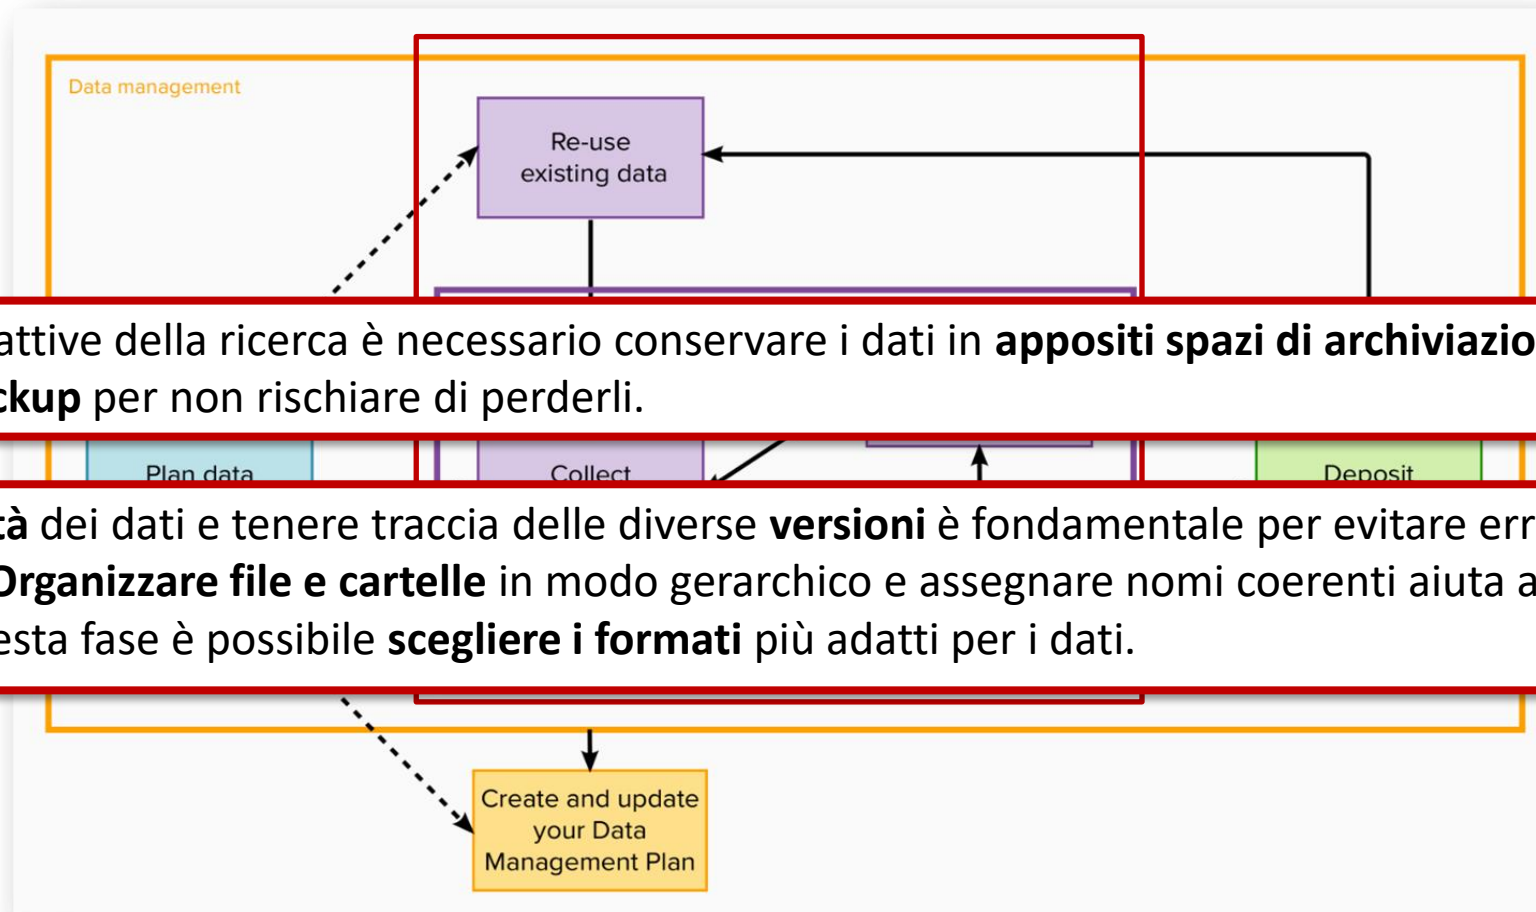 Data management
Re-use
existing data
attive della ricerca è necessario conservare i dati in appositi spazi di archiviazio
ckup per non rischiare di perderli.
Plan data
Collect
Deposit
tà dei dati e tenere traccia delle diverse versioni è fondamentale per evitare err
Organizzare file e cartelle in modo gerarchico e assegnare nomi coerenti aiuta a
esta fase è possibile scegliere i formati più adatti per i dati.
Create and update
your Data
Management Plan